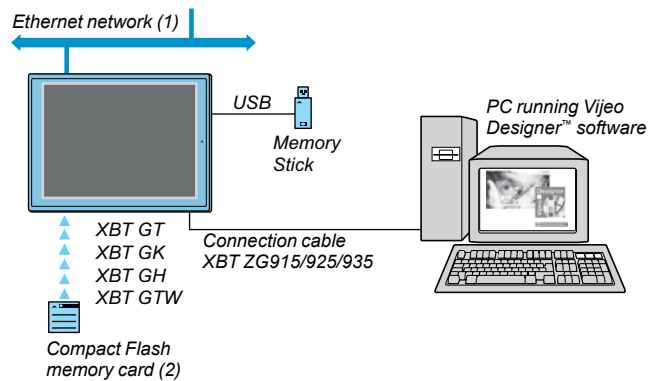 Ethernet network (1)
USB
Memory
Stick
PC running Vijeo
Designer™ software
XBT GT
XBT GK
XBT GH
XBT GTW
Connection cable
XBT ZG915/925/935
Compact Flash
memory card (2)